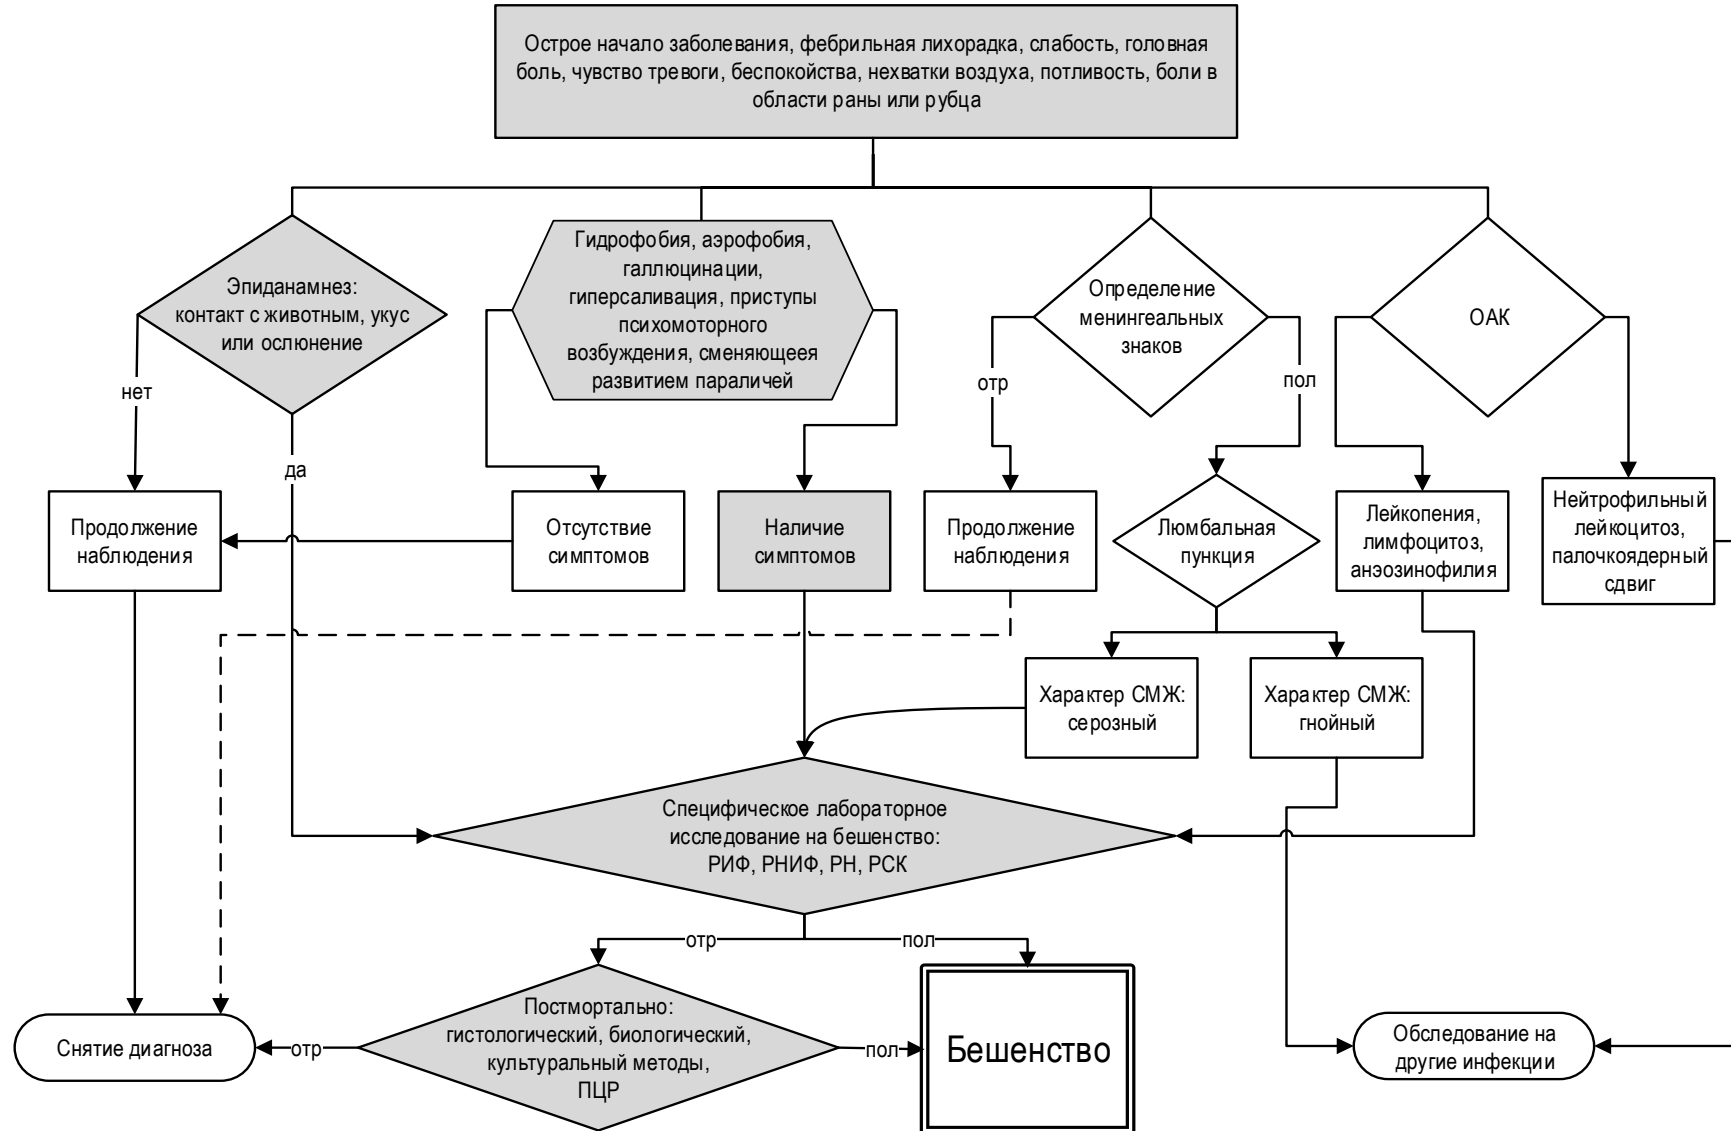 Острое начало заболевания, фебрильная лихорадка, слабость, головная
боль, чувство тревоги, беспокойства, нехватки воздуха, потливость, боли в
области раны или рубца
Эпиданамнез:
контакт с животным, укус
или ослюнение
Гидрофобия, аэрофобия,
галлюцинации,
гиперсаливация, приступы
психомоторного
возбуждения, сменяющееея
развитием параличей
Определение
менингеальных
знаков
ОАК
нет
да
отр
пол
Продолжение
наблюдения
Отсутствие
симптомов
Наличие
симптомов
Продолжение
наблюдения
Люмбальная
пункция
Лейкопения,
лимфоцитоз,
анэозинофилия
Нейтрофильный
лейкоцитоз,
палочкоядерный
сдвиг
Характер СМЖ:
серозный
Характер СМЖ:
гнойный
Специфическое лабораторное
исследование на бешенство:
РИФ, РНИФ, РН, РСК
отр
пол
Постмортально:
гистологический, биологический,
культуральный методы,
ПЦР
отр
пол
Снятие диагноза
Бешенство
Обследование на
другие инфекции